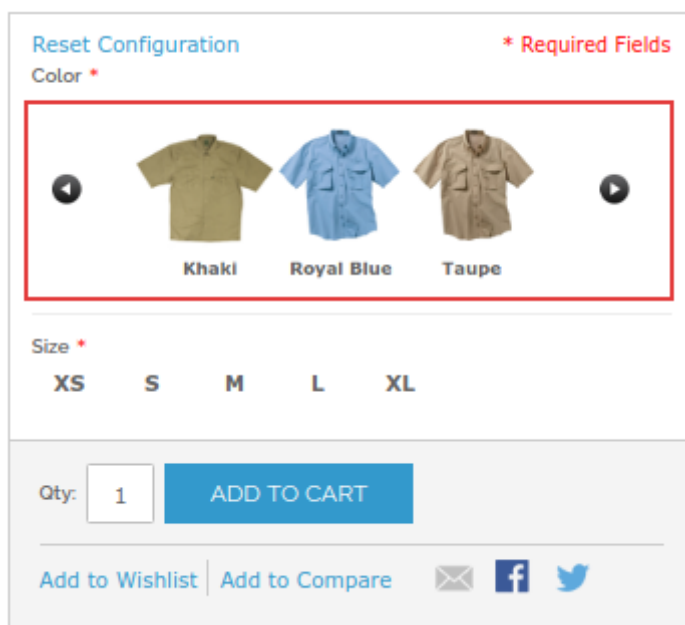 Reset Configuration * Required Fields
Color *
Khaki Royal Blue Taupe
Size *
XS S M L XL
Qty: 1 ADD TO CART
Add to Wishlist Add to Compare